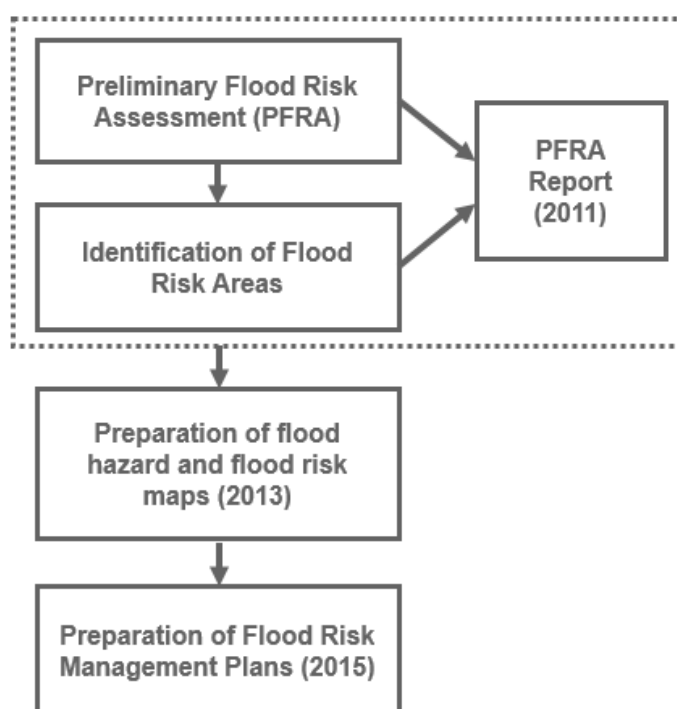 Preliminary Flood Risk
Assessment (PFRA)
PFRA
Report
(2011)
Identification of Flood
Risk Areas
Preparation of flood
hazard and flood risk
maps (2013)
Preparation of Flood Risk
Management Plans (2015)